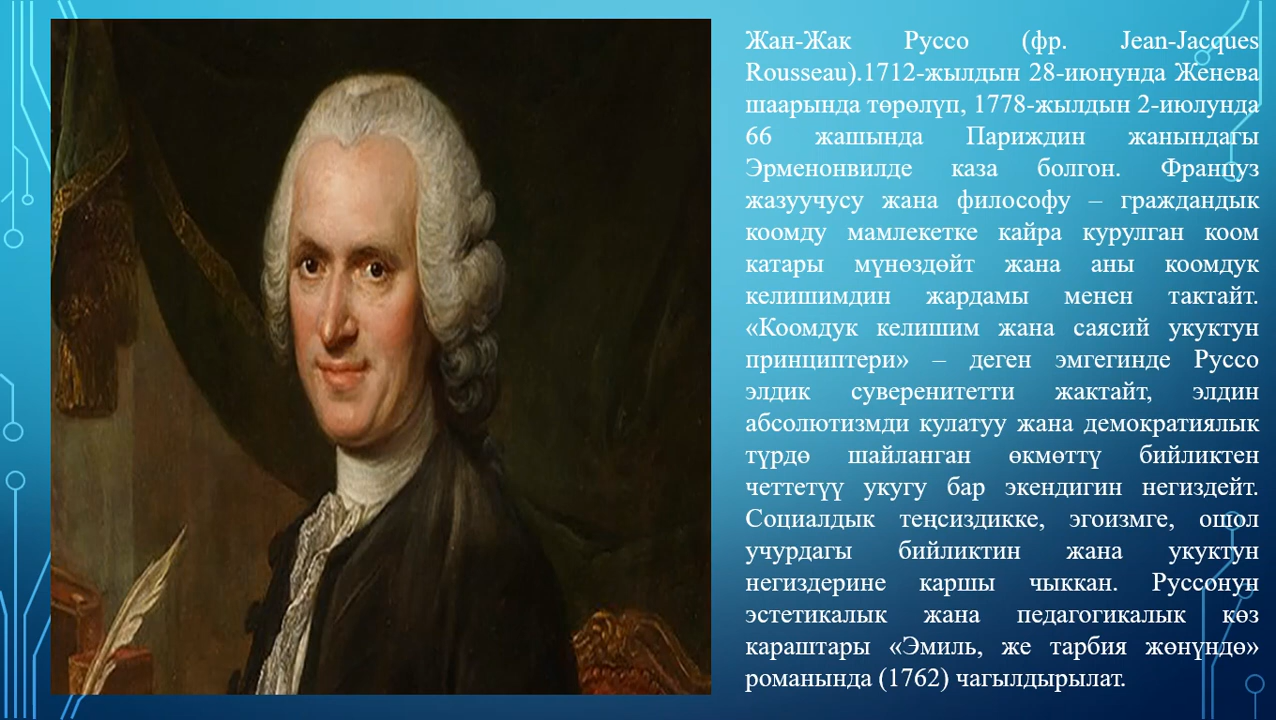 Жан-Жак Руссо (фр. Jean-Jacques
Rousseau).1712-жылдын 28-июнунда Женева
шаарында төрөлүп, 1778-жылдын 2-июлунда
66 жашында Париждин жанындагы
Эрменонвилде каза болгон. Француз
жазуучусу жана философу – граждандык
коомду мамлекетке кайра курулган коом
катары мүнөздөйт жана аны коомдук
келишимдин жардамы менен тактайт.
«Коомдук келишим жана саясий укуктун
принциптери» – деген эмгегинде Руссо
элдик суверенитетти жактайт, элдин
абсолютизмди кулатуу жана демократиялык
түрдө шайланган өкмөттү бийликтен
четтетүү укугу бар экендигин негиздейт.
Социалдык теңсиздикке, эгоизмге, ошол
учурдагы бийликтин жана укуктун
негиздерине каршы чыккан. Руссонун
эстетикалык жана педагогикалык көз
караштары «Эмиль, же тарбия жөнүндө»
романында (1762) чагылдырылат.